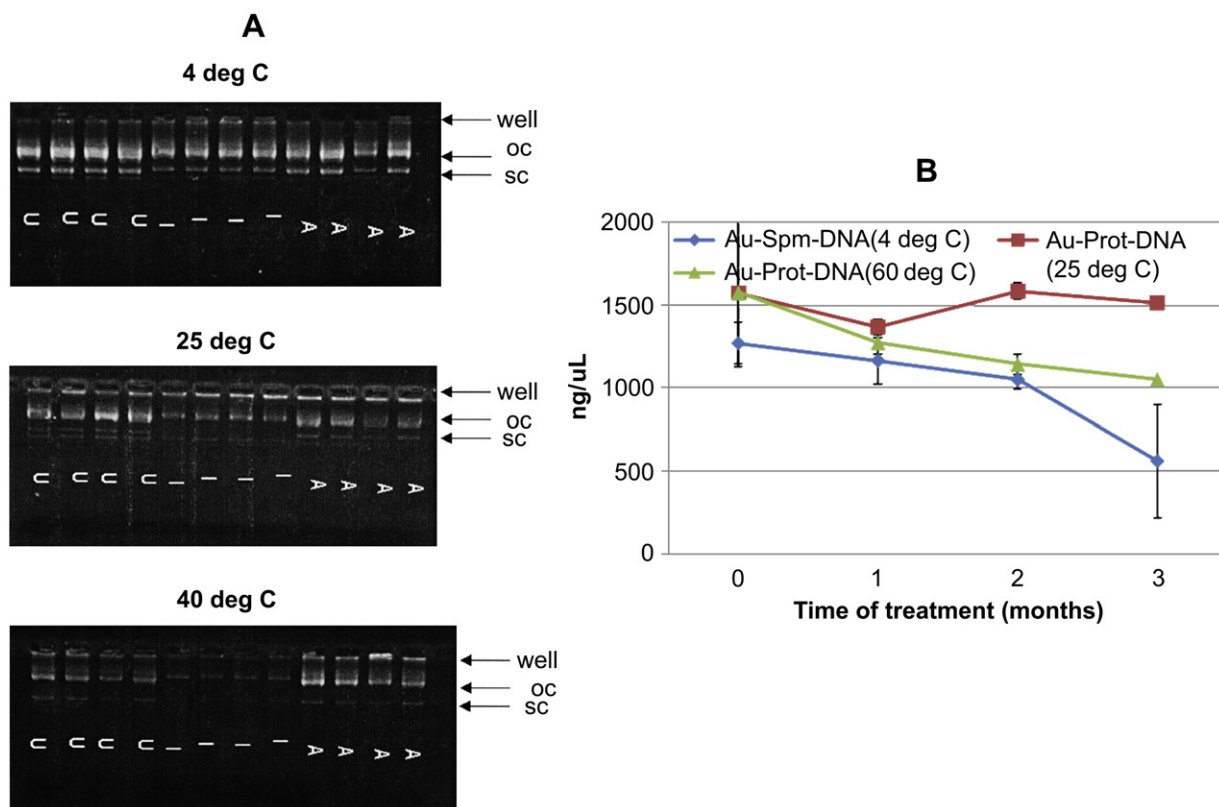 A
4 deg C
well
oc
sc
U U U U I I I I A A A A
25 deg C
well
oc
sc
U U U U I I I I A A A A
40 deg C
well
oc
sc
U U U U I I I I A A A A
B
Au-Spm-DNA(4 deg C)
Au-Prot-DNA(60 deg C)
Au-Prot-DNA
(25 deg C)
ng/uL
2000
1500
1000
500
0
0 1 2 3
Time of treatment (months)